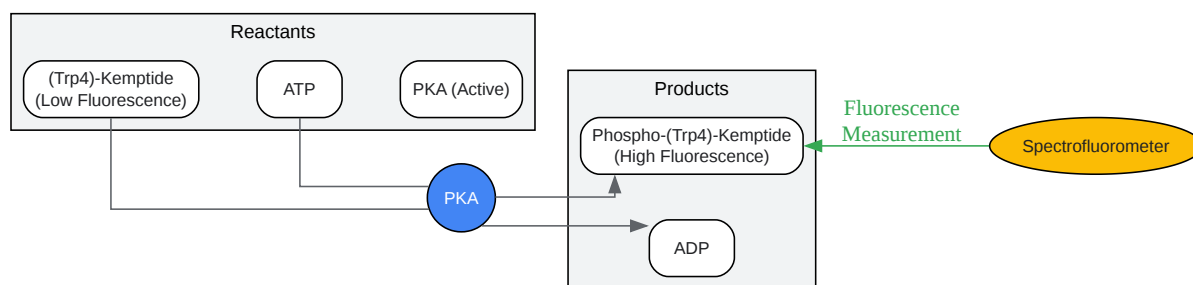 Reactants
(Trp4)-Kemptide
(Low Fluorescence)
ATP
PKA (Active)
Products
Phospho-(Trp4)-Kemptide
(High Fluorescence)
Fluorescence
Measurement
Spectrofluorometer
PKA
ADP